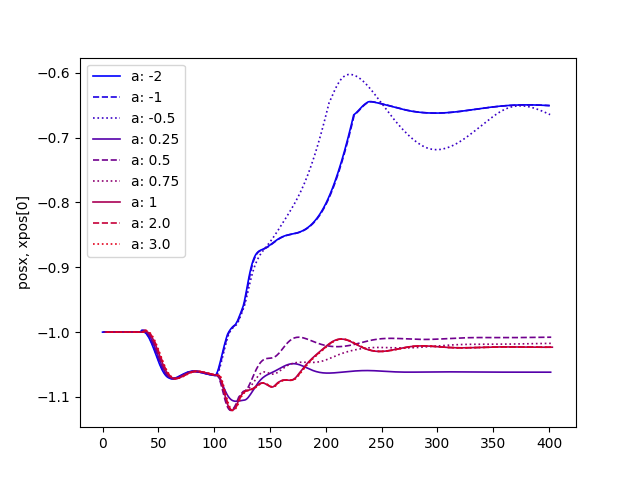 a: -2
a: -1
a: -0.5
a: 0.25
a: 0.5
a: 0.75
a: 1
a: 2.0
a: 3.0
posx, xpos[0]
−0.6
−0.7
−0.8
−0.9
−1.0
−1.1
0 50 100 150 200 250 300 350 400